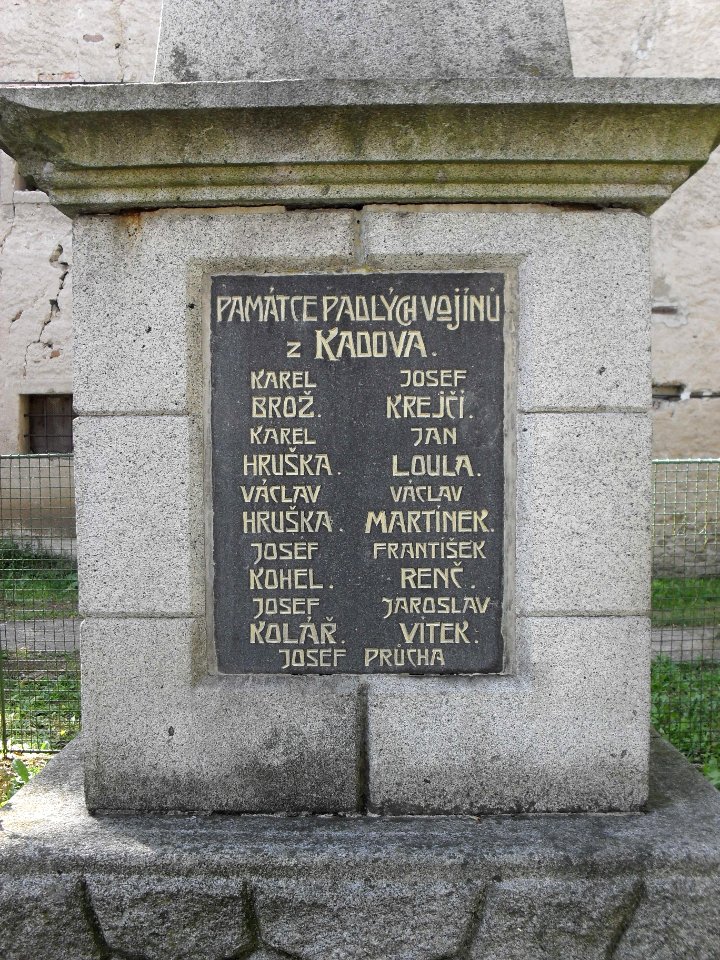 PAMÁTCE PADLÝCH VOJÍNŮ
Z KADOVA.
KAREL JOSEF
BROŽ. KREJČÍ.
KAREL JAN
HRUŠKA. LOULA.
VÁCLAV VÁCLAV
HRUŠKA. MARTÍNEK.
JOSEF FRANTIŠEK
KOHEL. RENČ.
JOSEF JAROSLAV
KOLÁŘ. VÍTEK.
JOSEF PRŮCHA